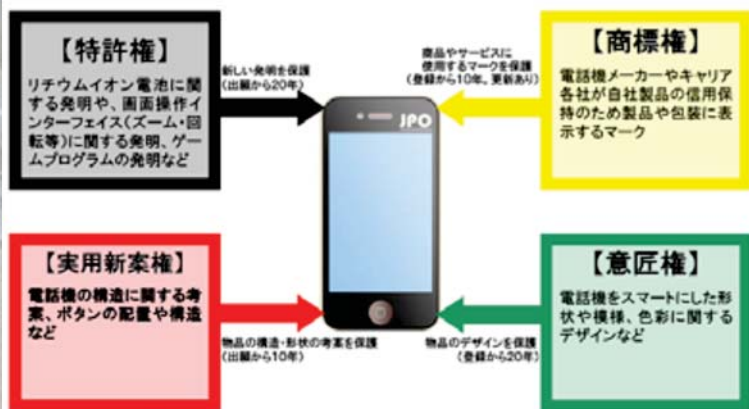 【特許権】
リチウムイオン電池に関
する発明や、画面操作イ
ンターフェイス(ズーム・回
転等)に関する発明、ゲー
ムプログラムの発明など
新しい発明を保護
(出願から20年)
商品やサービスに
使用するマークを保護
(登録から10年。更新あり)
【商標権】
電話機メーカーやキャリア
各社が自社製品の信用保
持のため製品や包装に表
示するマーク
JPO
【実用新案権】
電話機の構造に関する考
案、ボタンの配置や構造
など
物品の構造・形状の考案を保護
(出願から10年)
物品のデザインを保護
(登録から20年)
【意匠権】
電話機をスマートにした形
状や模様、色彩に関する
デザインなど